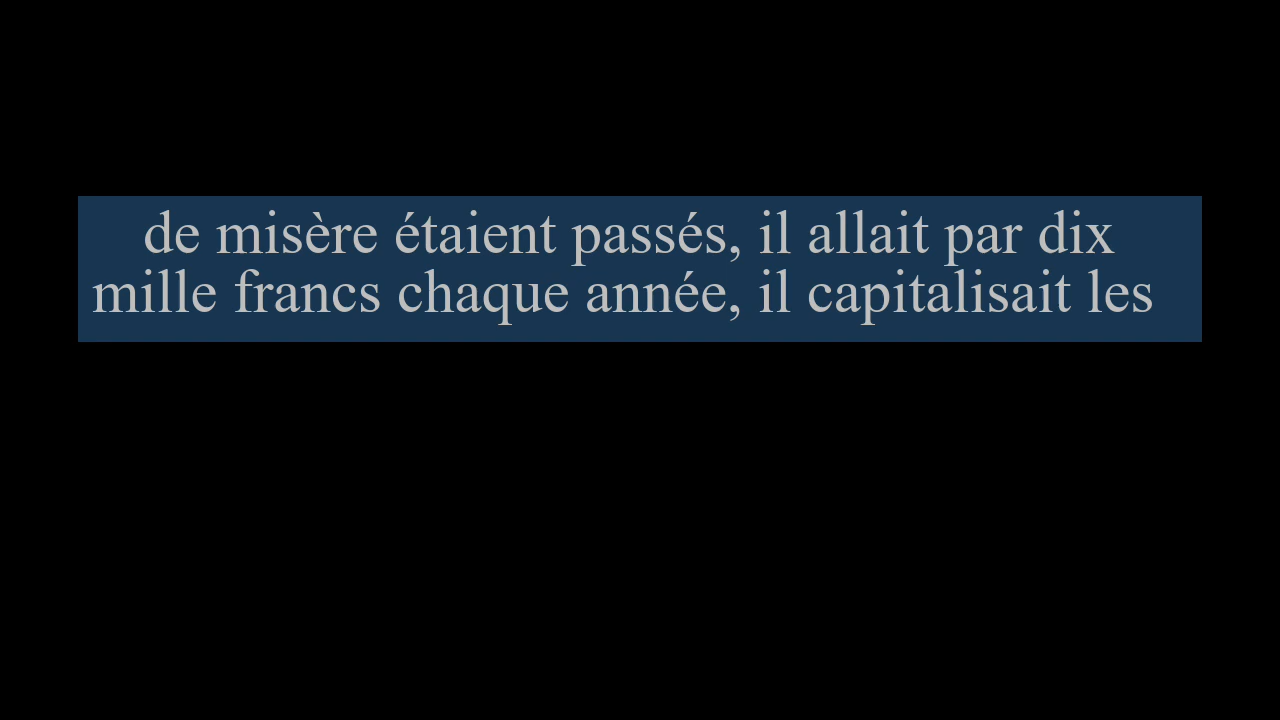 de misère étaient passés, il allait par dix
mille francs chaque année, il capitalisait les